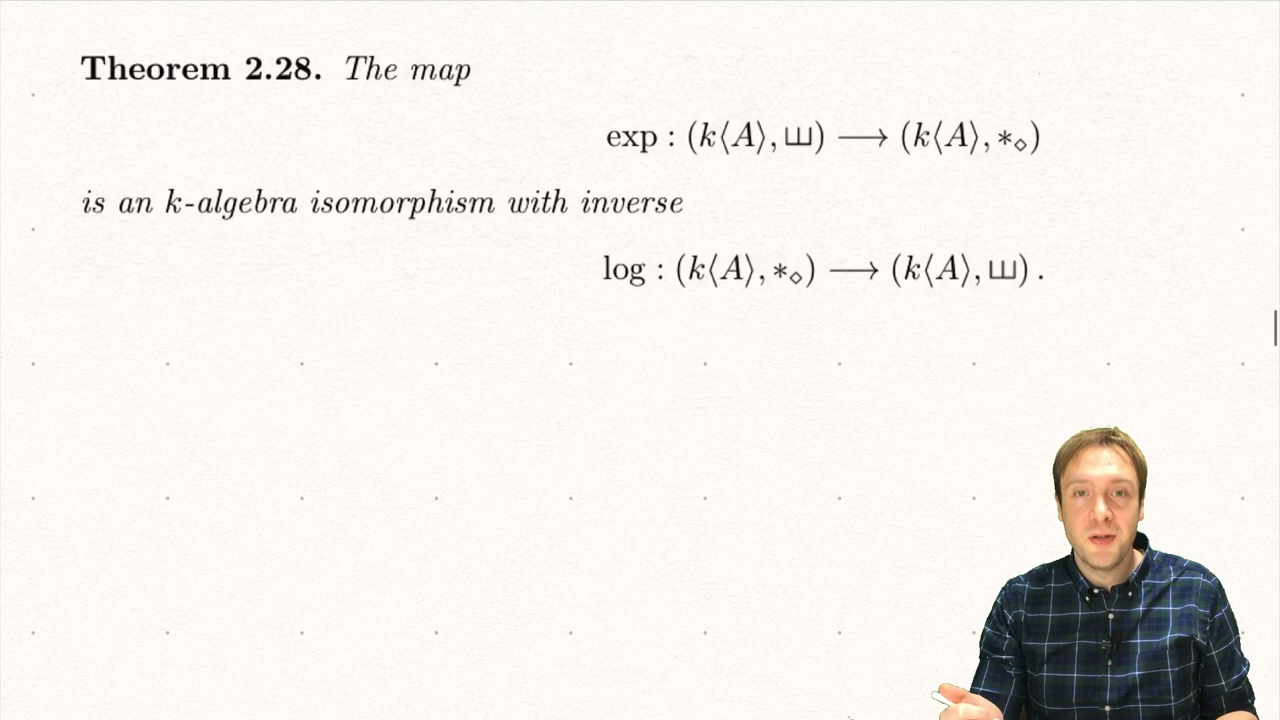 Theorem 2.28. The map
exp : (k⟨A⟩, ш) ⟶ (k⟨A⟩, ∗⋄)
is an k-algebra isomorphism with inverse
log : (k⟨A⟩, ∗⋄) ⟶ (k⟨A⟩, ш) .